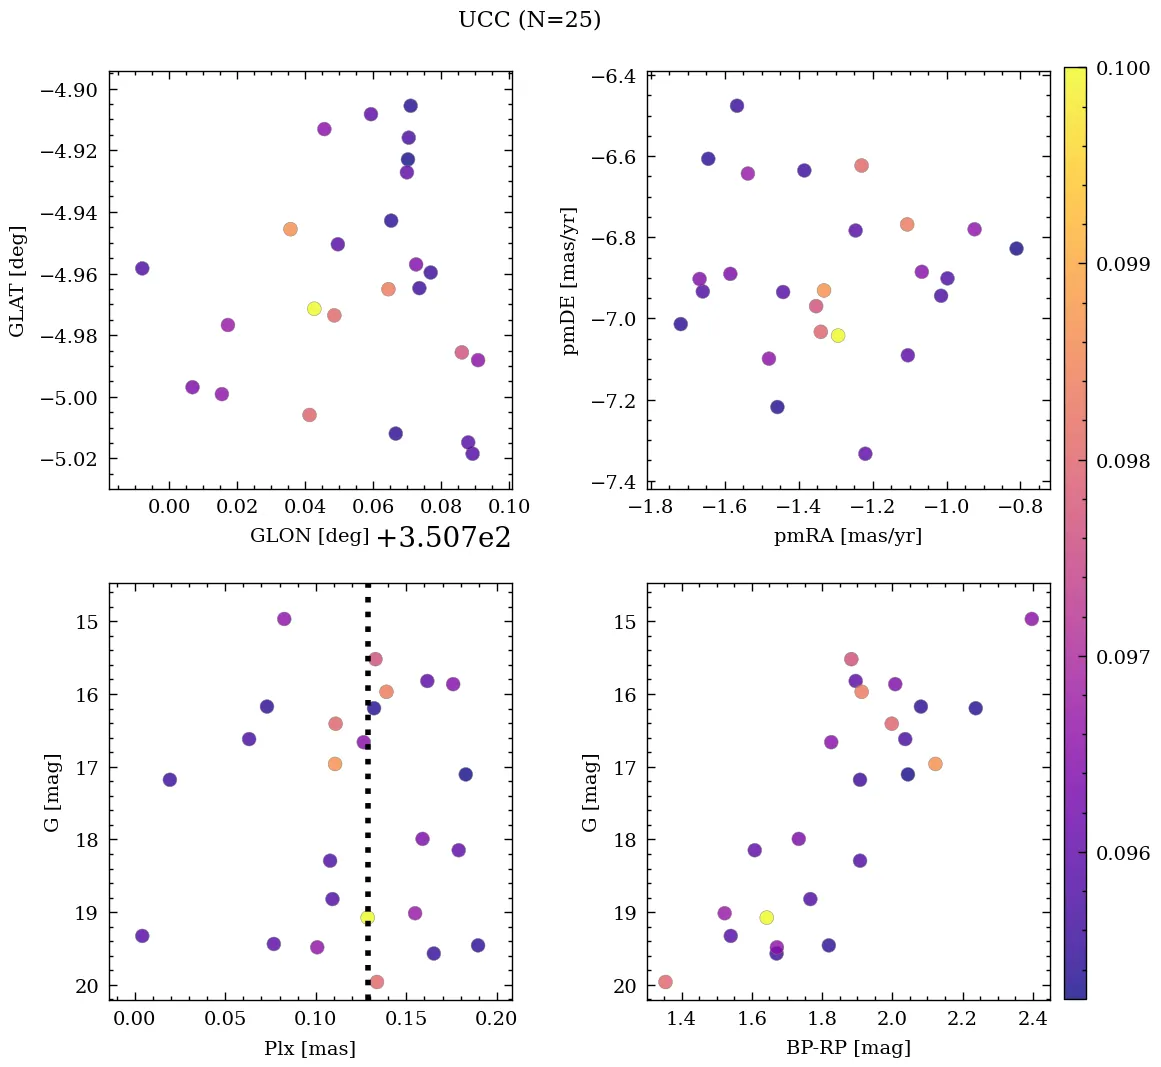 UCC (N=25)
−4.90
−4.92
−4.94
−4.96
−4.98
−5.00
−5.02
GLAT [deg]
0.00 0.02 0.04 0.06 0.08 0.10
GLON [deg] +3.507e2
−6.4
−6.6
−6.8
−7.0
−7.2
−7.4
pmDE [mas/yr]
−1.8 −1.6 −1.4 −1.2 −1.0 −0.8
pmRA [mas/yr]
0.100
0.099
0.098
0.097
0.096
15
16
17
18
19
20
G [mag]
0.00 0.05 0.10 0.15 0.20
Plx [mas]
15
16
17
18
19
20
G [mag]
1.4 1.6 1.8 2.0 2.2 2.4
BP-RP [mag]